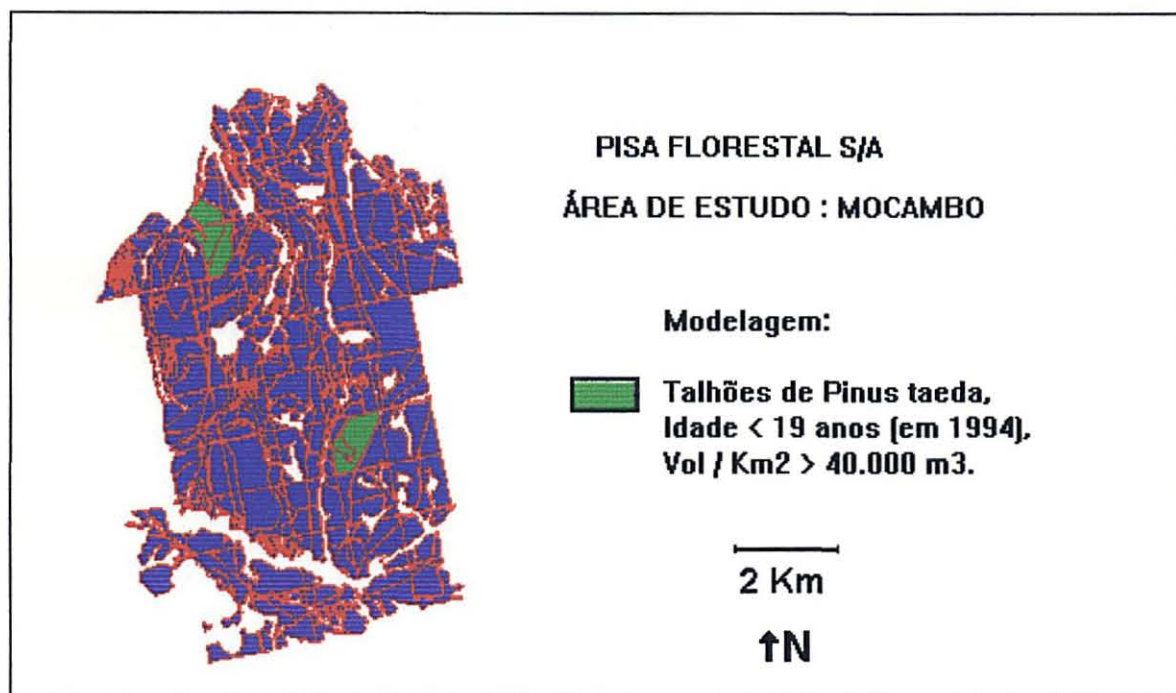 PISA FLORESTAL S/A
ÁREA DE ESTUDO : MOCAMBO
Modelagem:
Talhões de Pinus taeda,
Idade < 19 anos (em 1994),
Vol / Km2 > 40.000 m3.
2 Km
↑N